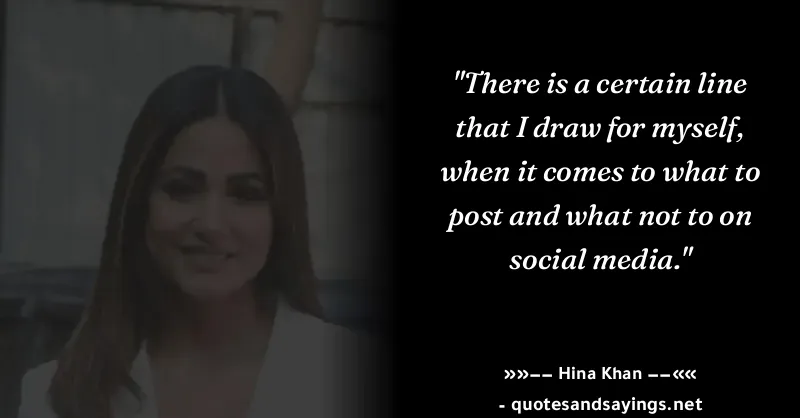 "There is a certain line
that I draw for myself,
when it comes to what to
post and what not to on
social media."
»»−− Hina Khan −−««
- quotesandsayings.net